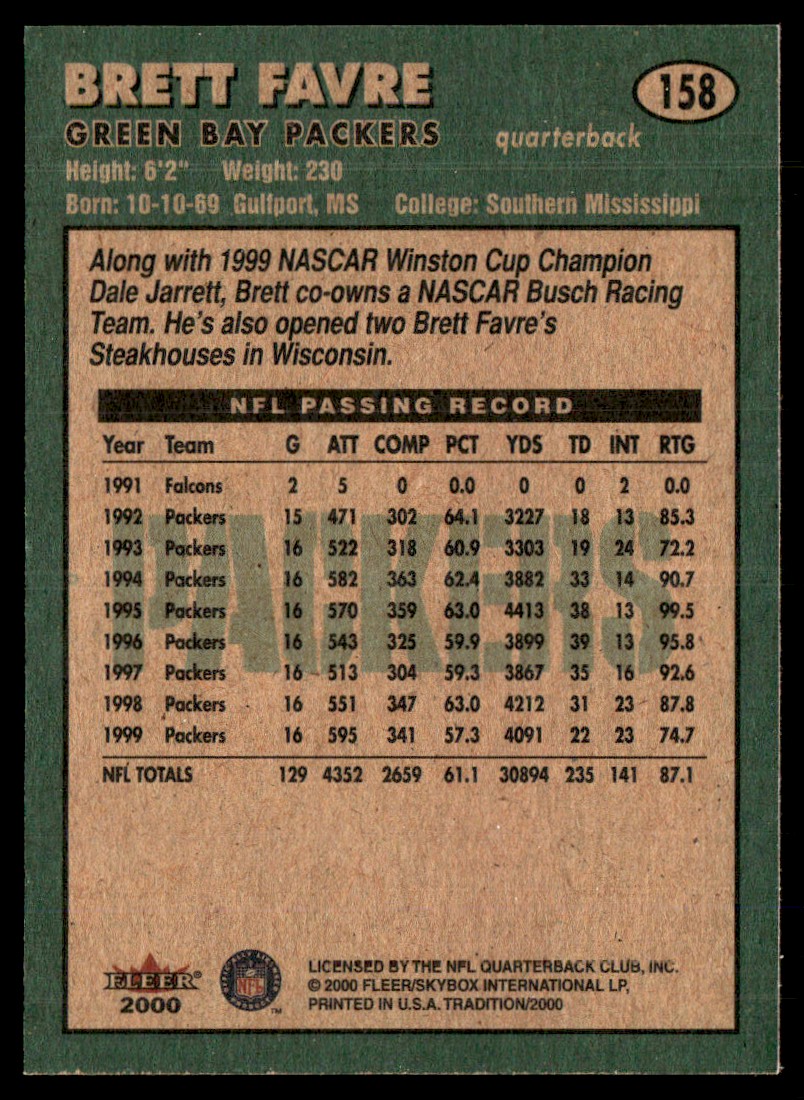 BRETT FAVRE
158
GREEN BAY PACKERS quarterback
Height: 6'2" Weight: 230
Born: 10-10-69 Gulfport, MS College: Southern Mississippi
Along with 1999 NASCAR Winston Cup Champion
Dale Jarrett, Brett co-owns a NASCAR Busch Racing
Team. He's also opened two Brett Favre's
Steakhouses in Wisconsin.
NFL PASSING RECORD
Year Team G ATT COMP PCT YDS TD INT RTG
1991 Falcons 2 5 0 0.0 0 0 2 0.0
1992 Packers 15 471 302 64.1 3227 18 13 85.3
1993 Packers 16 522 318 60.9 3303 19 24 72.2
1994 Packers 16 582 363 62.4 3882 33 14 90.7
1995 Packers 16 570 359 63.0 4413 38 13 99.5
1996 Packers 16 543 325 59.9 3899 39 13 95.8
1997 Packers 16 513 304 59.3 3867 35 16 92.6
1998 Packers 16 551 347 63.0 4212 31 23 87.8
1999 Packers 16 595 341 57.3 4091 22 23 74.7
NFL TOTALS 129 4352 2659 61.1 30894 235 141 87.1
PACKERS
FLEER®
2000
NFL
TM
LICENSED BY THE NFL QUARTERBACK CLUB, INC.
© 2000 FLEER/SKYBOX INTERNATIONAL LP,
PRINTED IN U.S.A. TRADITION/2000